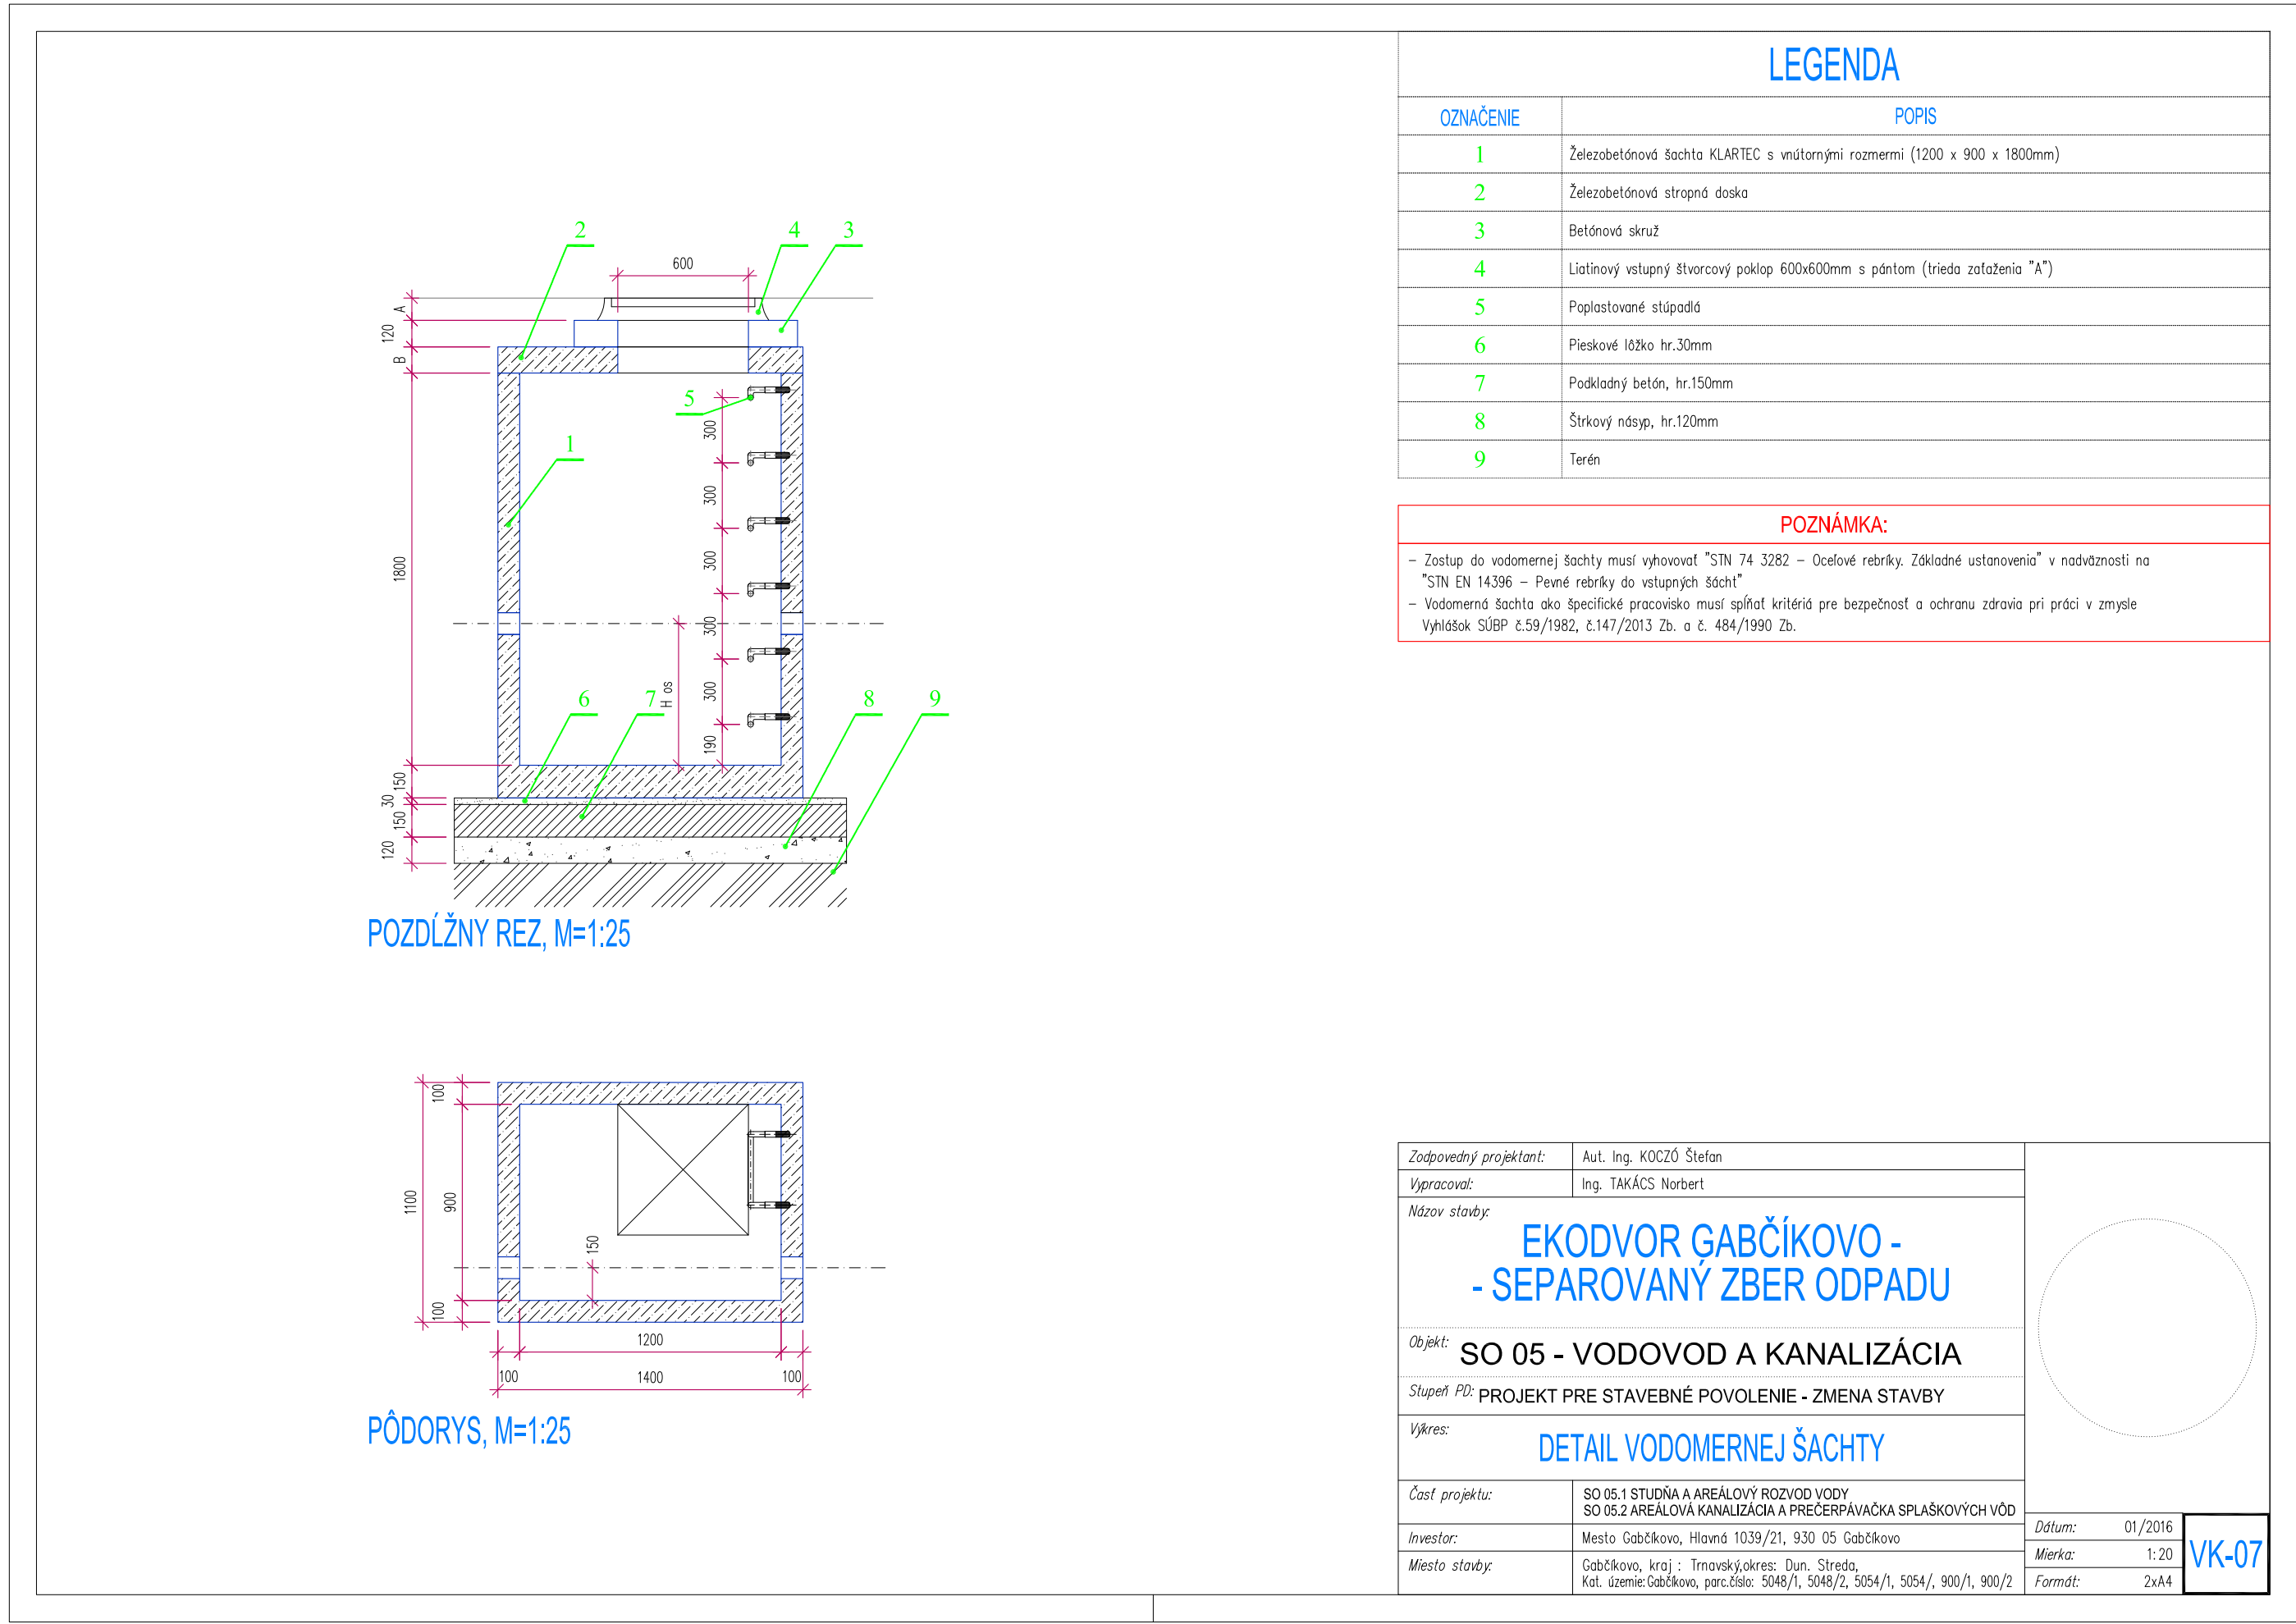 LEGENDA
OZNAČENIE POPIS
1 Železobetónová šachta KLARTEC s vnútornými rozmermi (1200 x 900 x 1800mm)
2 Železobetónová stropná doska
3 Betónová skruž
4 Liatinový vstupný štvorcový poklop 600x600mm s pántom (trieda zaťaženia "A")
5 Poplastované stúpadlá
6 Pieskové lôžko hr.30mm
7 Podkladný betón, hr.150mm
8 Štrkový násyp, hr.120mm
9 Terén
POZNÁMKA:
– Zostup do vodomernej šachty musí vyhovovať "STN 74 3282 – Oceľové rebríky. Základné ustanovenia" v nadväznosti na
"STN EN 14396 – Pevné rebríky do vstupných šácht"
– Vodomerná šachta ako špecifické pracovisko musí spĺňať kritériá pre bezpečnosť a ochranu zdravia pri práci v zmysle
Vyhlášok SÚBP č.59/1982, č.147/2013 Zb. a č. 484/1990 Zb.
2
4
3
600
A
120
B
5
1
300
300
300
300
300
190
1800
H os
6
7
8
9
150
30
150
120
POZDĹŽNY REZ, M=1:25
100
1100
900
150
100
1200
100
1400
100
PÔDORYS, M=1:25
Zodpovedný projektant: Aut. Ing. KOCZÓ Štefan
Vypracoval: Ing. TAKÁCS Norbert
Názov stavby:
EKODVOR GABČÍKOVO -
- SEPAROVANÝ ZBER ODPADU
Objekt: SO 05 - VODOVOD A KANALIZÁCIA
Stupeň PD: PROJEKT PRE STAVEBNÉ POVOLENIE - ZMENA STAVBY
Výkres:
DETAIL VODOMERNEJ ŠACHTY
Časť projektu: SO 05.1 STUDŇA A AREÁLOVÝ ROZVOD VODY
SO 05.2 AREÁLOVÁ KANALIZÁCIA A PREČERPÁVAČKA SPLAŠKOVÝCH VÔD
Investor: Mesto Gabčíkovo, Hlavná 1039/21, 930 05 Gabčíkovo
Miesto stavby: Gabčíkovo, kraj : Trnavský,okres: Dun. Streda,
Kat. územie:Gabčíkovo, parc.číslo: 5048/1, 5048/2, 5054/1, 5054/, 900/1, 900/2
Dátum: 01/2016
Mierka: 1:20
Formát: 2xA4
VK-07